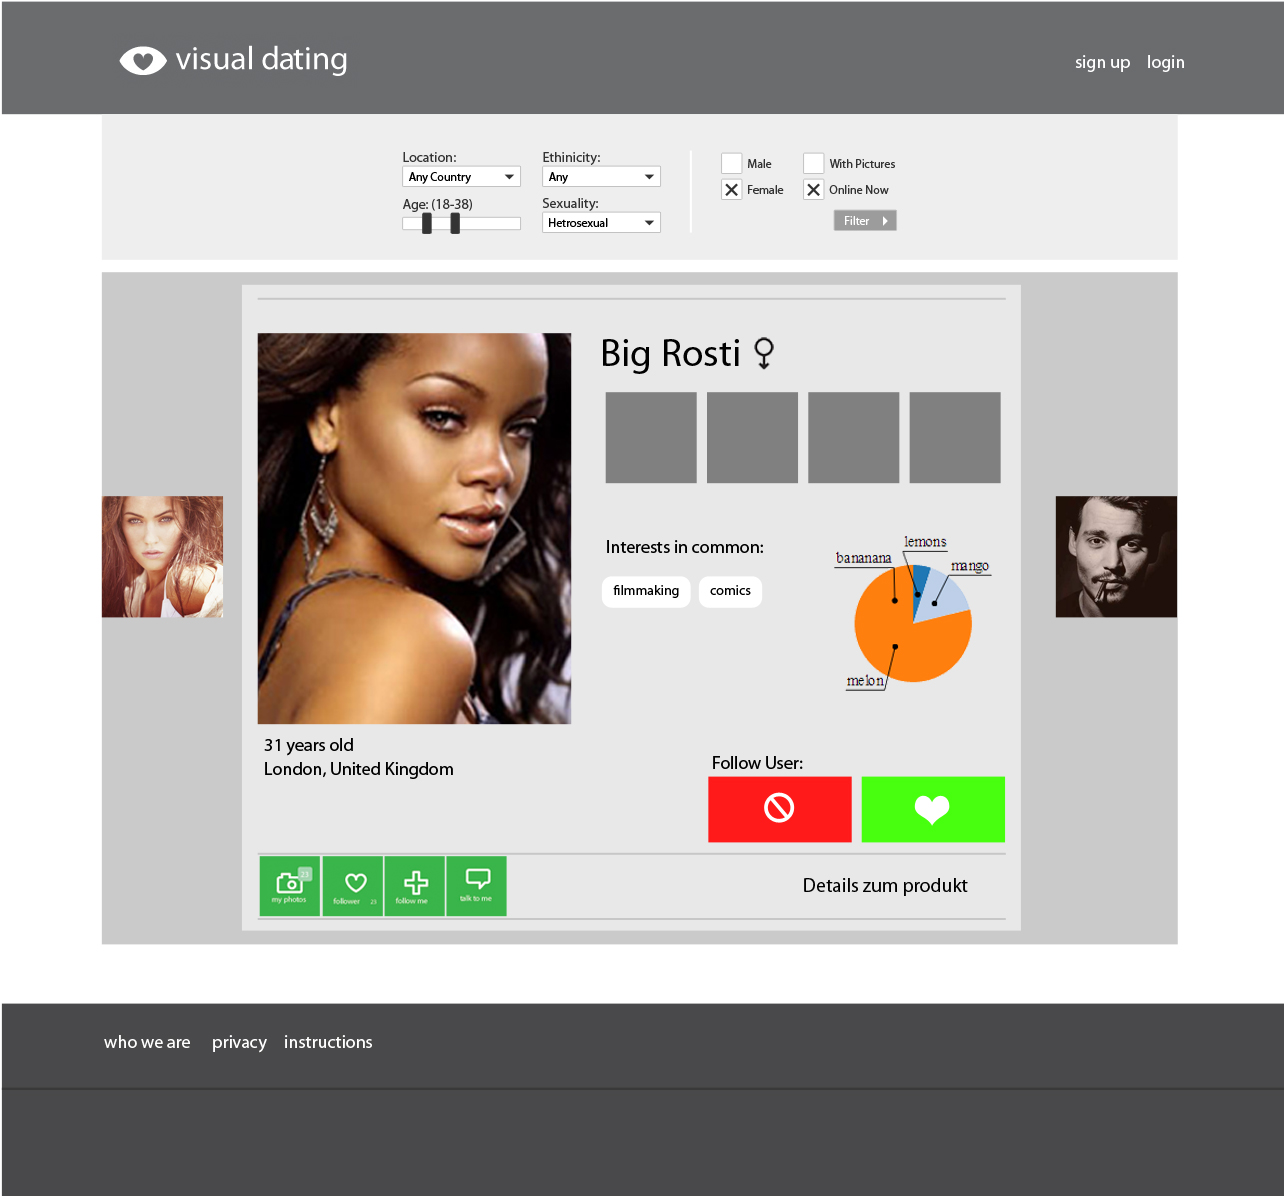 visual dating
sign up login
Location:
Any Country
Age: (18-38)
Ethinicity:
Any
Sexuality:
Hetrosexual
Male
With Pictures
Female
Online Now
Filter
Big Rosti
Interests in common:
filmmaking comics
lemons
bananana
mango
melon
31 years old
London, United Kingdom
Follow User:
23
my photos
follower 23
follow me
talk to me
Details zum produkt
who we are privacy instructions